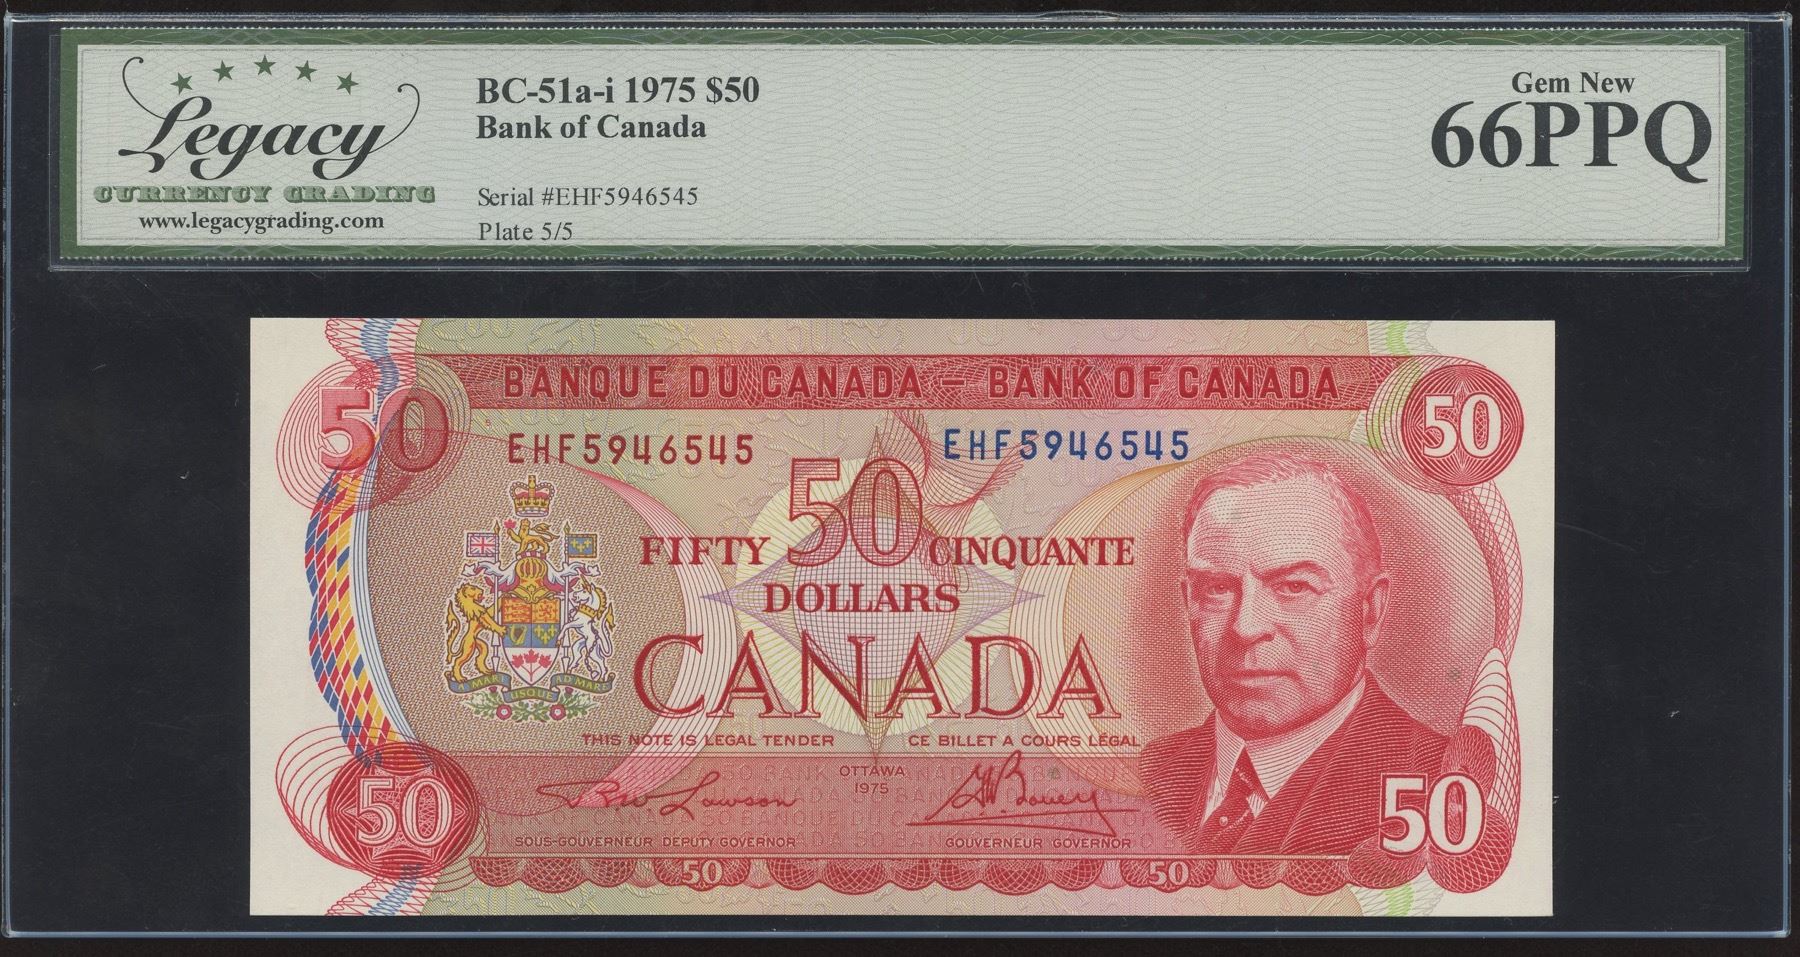 Legacy
CURRENCY GRADING
www.legacygrading.com
BC-51a-i 1975 $50
Bank of Canada
Serial #EHF5946545
Plate 5/5
Gem New
66PPQ
BANQUE DU CANADA – BANK OF CANADA
50
50
5
EHF5946545
EHF5946545
50
FIFTY CINQUANTE
DOLLARS
CANADA
A MARI USQUE AD MARE
THIS NOTE IS LEGAL TENDER CE BILLET A COURS LÉGAL
OTTAWA
1975
R W Lawson
G K Bouey
SOUS-GOUVERNEUR DEPUTY GOVERNOR
GOUVERNEUR GOVERNOR
50
50
50
50